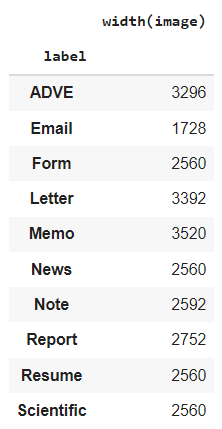 width(image)
label
ADVE 3296
Email 1728
Form 2560
Letter 3392
Memo 3520
News 2560
Note 2592
Report 2752
Resume 2560
Scientific 2560